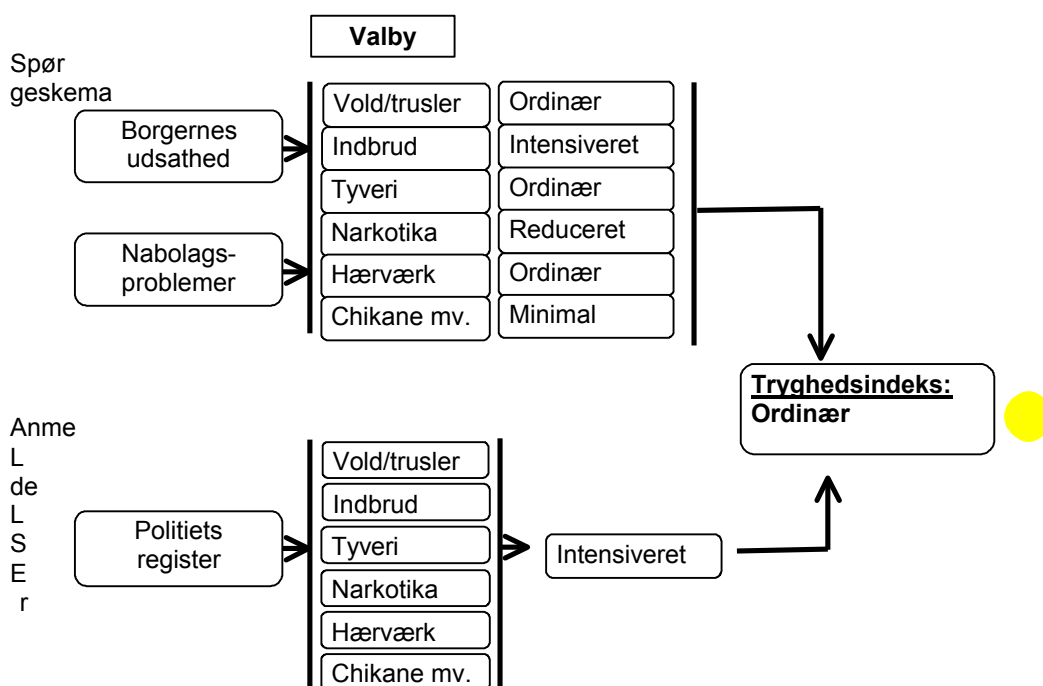 Valby
Spør
geskema
Borgernes
udsathed
Nabolags-
problemer
Vold/trusler
Ordinær
Indbrud
Intensiveret
Tyveri
Ordinær
Narkotika
Reduceret
Hærværk
Ordinær
Chikane mv.
Minimal
Tryghedsindeks:
Ordinær
Anme
L
de
L
S
E
r
Politiets
register
Vold/trusler
Indbrud
Tyveri
Narkotika
Hærværk
Chikane mv.
Intensiveret